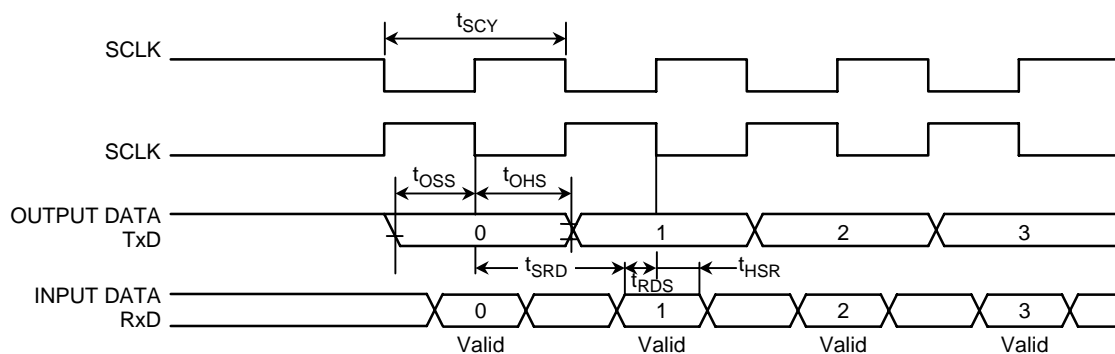 tSCY
SCLK
SCLK
tOSS
tOHS
OUTPUT DATA
TxD
0
1
2
3
tSRD
tRDS
tHSR
INPUT DATA
RxD
0
1
2
3
Valid
Valid
Valid
Valid